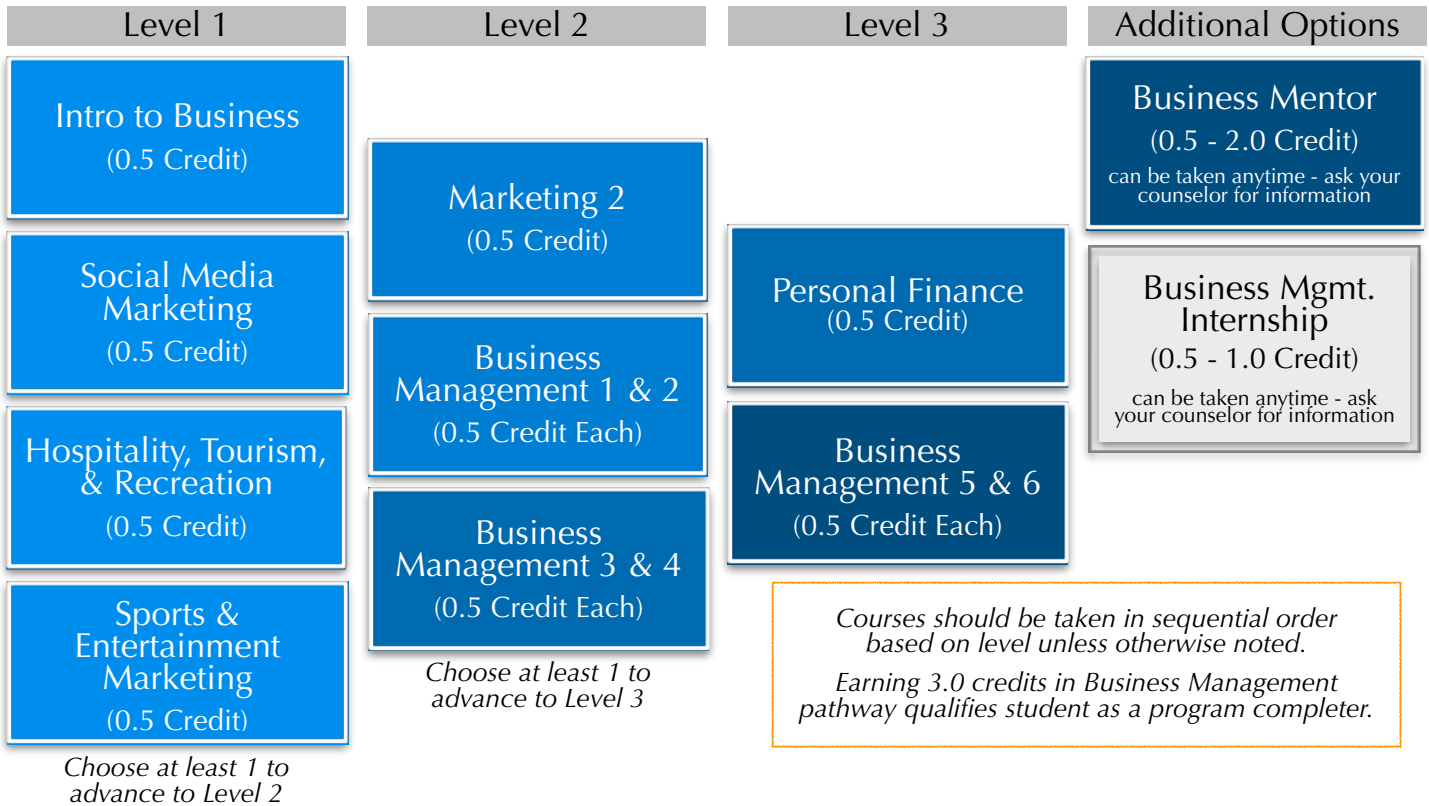 Level 1
Intro to Business
(0.5 Credit)
Social Media
Marketing
(0.5 Credit)
Hospitality, Tourism,
& Recreation
(0.5 Credit)
Sports &
Entertainment
Marketing
(0.5 Credit)
Choose at least 1 to
advance to Level 2
Level 2
Marketing 2
(0.5 Credit)
Business
Management 1 & 2
(0.5 Credit Each)
Business
Management 3 & 4
(0.5 Credit Each)
Choose at least 1 to
advance to Level 3
Level 3
Personal Finance
(0.5 Credit)
Business
Management 5 & 6
(0.5 Credit Each)
Additional Options
Business Mentor
(0.5 - 2.0 Credit)
can be taken anytime - ask your
counselor for information
Business Mgmt.
Internship
(0.5 - 1.0 Credit)
can be taken anytime - ask
your counselor for information
Courses should be taken in sequential order
based on level unless otherwise noted.
Earning 3.0 credits in Business Management
pathway qualifies student as a program completer.